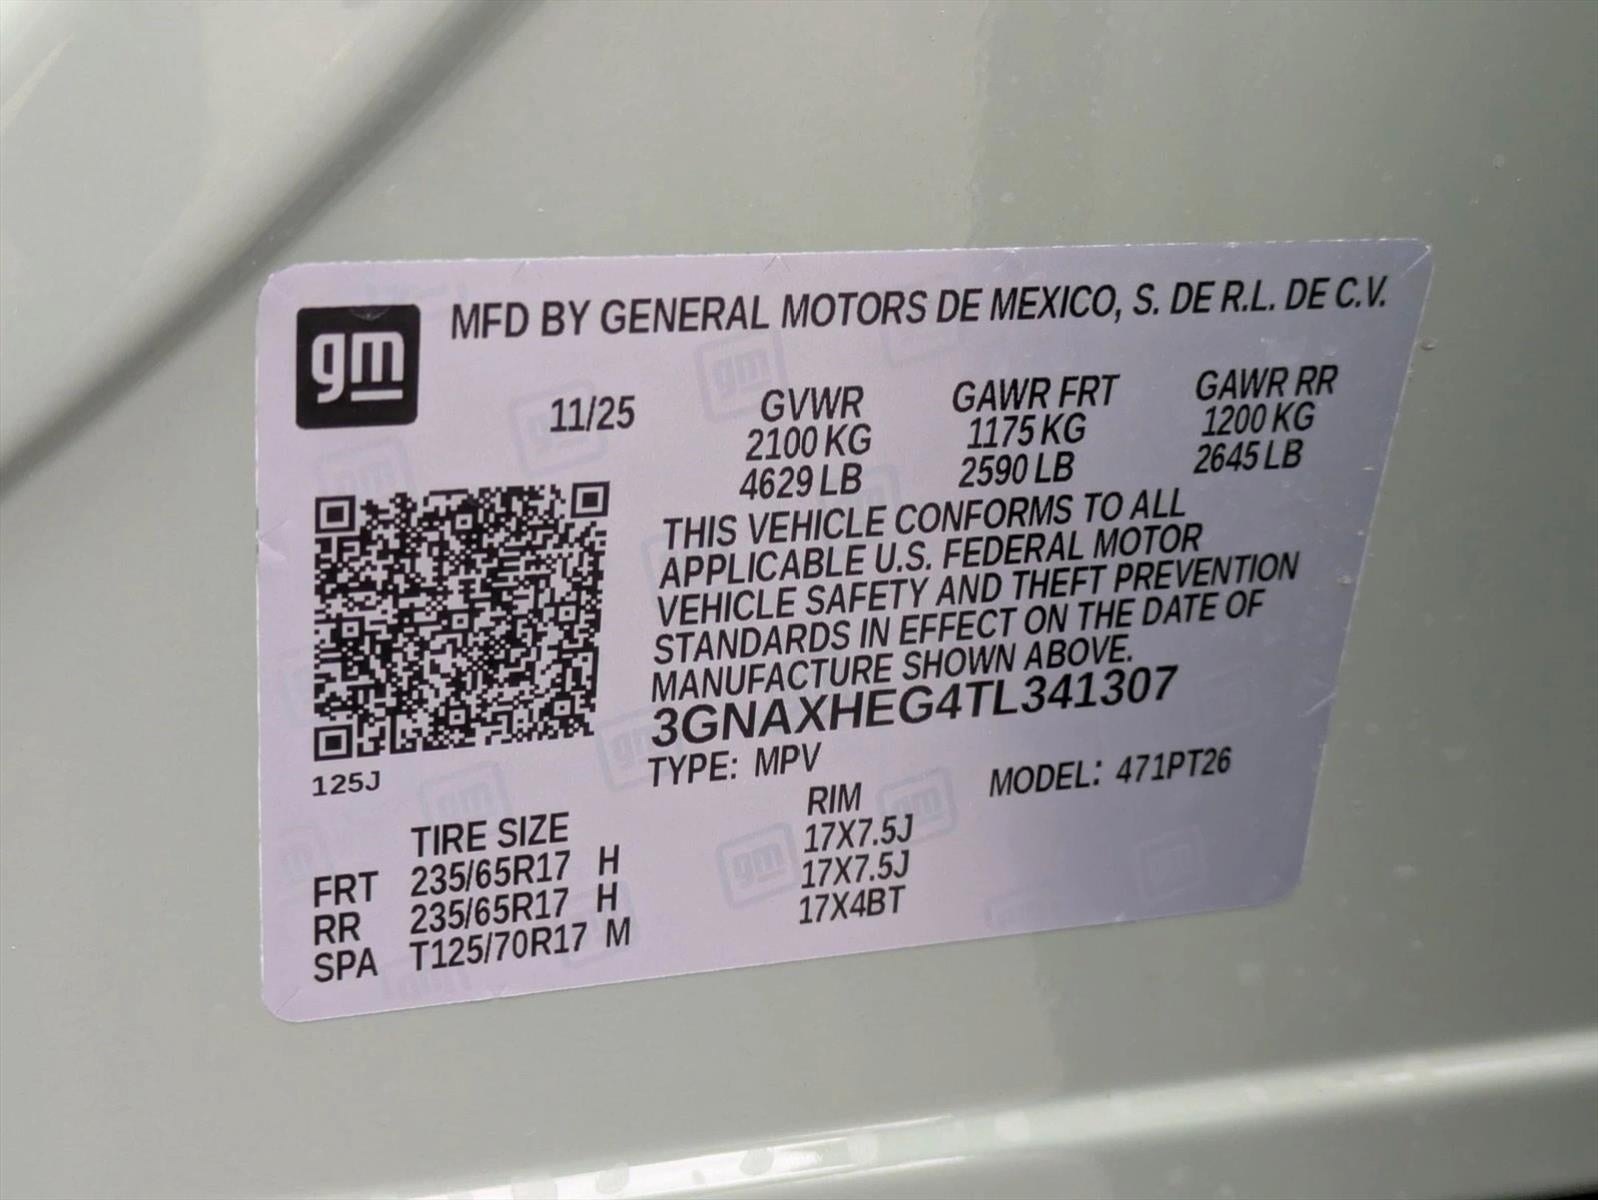 gm MFD BY GENERAL MOTORS DE MEXICO, S. DE R.L. DE C.V.
11/25 GVWR GAWR FRT GAWR RR
2100 KG 1175 KG 1200 KG
4629 LB 2590 LB 2645 LB
THIS VEHICLE CONFORMS TO ALL
APPLICABLE U.S. FEDERAL MOTOR
VEHICLE SAFETY AND THEFT PREVENTION
STANDARDS IN EFFECT ON THE DATE OF
MANUFACTURE SHOWN ABOVE.
3GNAXHEG4TL341307
125J
TYPE: MPV MODEL: 471PT26
TIRE SIZE RIM
FRT 235/65R17 H 17X7.5J
RR 235/65R17 H 17X7.5J
SPA T125/70R17 M 17X4BT